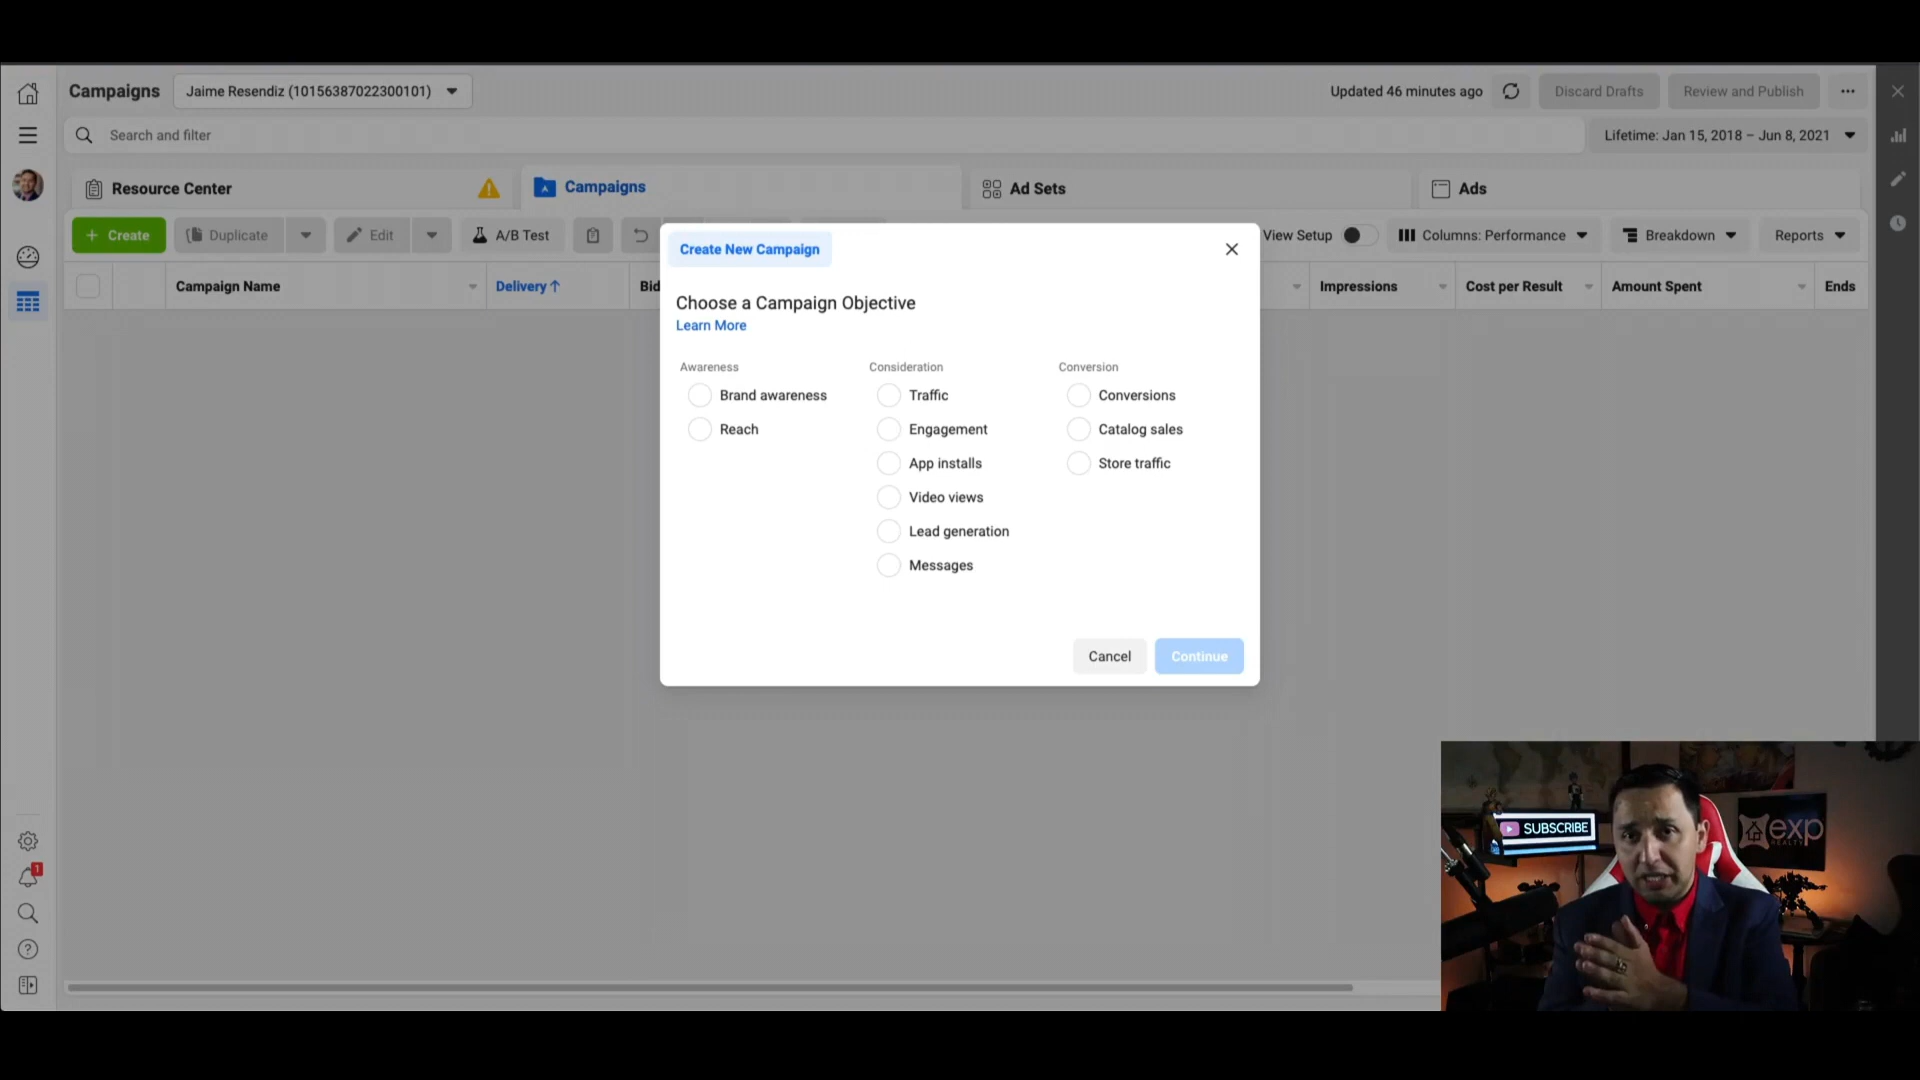 Campaigns
Jaime Resendiz (10156387022300101)
Updated 46 minutes ago
Discard Drafts
Review and Publish
Search and filter
Lifetime: Jan 15, 2018 – Jun 8, 2021
Resource Center
Campaigns
Ad Sets
Ads
+ Create
Duplicate
Edit
A/B Test
View Setup
Columns: Performance
Breakdown
Reports
Campaign Name
Delivery ↑
Bid
Impressions
Cost per Result
Amount Spent
Ends
Create New Campaign
Choose a Campaign Objective
Learn More
Awareness
Brand awareness
Reach
Consideration
Traffic
Engagement
App installs
Video views
Lead generation
Messages
Conversion
Conversions
Catalog sales
Store traffic
Cancel
Continue
1
SUBSCRIBE
exp
REALTY